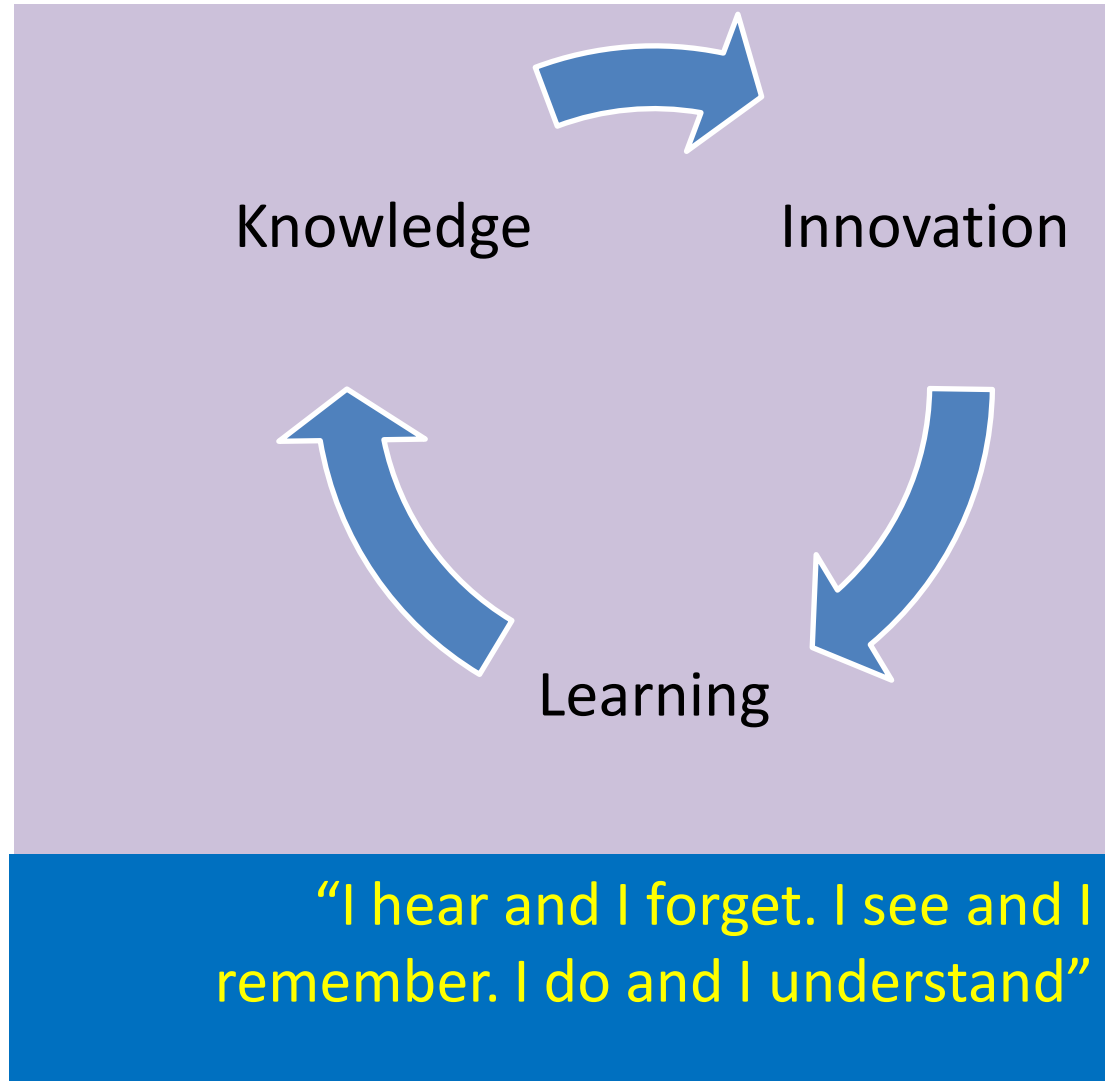 Knowledge
Innovation
Learning
“I hear and I forget. I see and I
remember. I do and I understand”